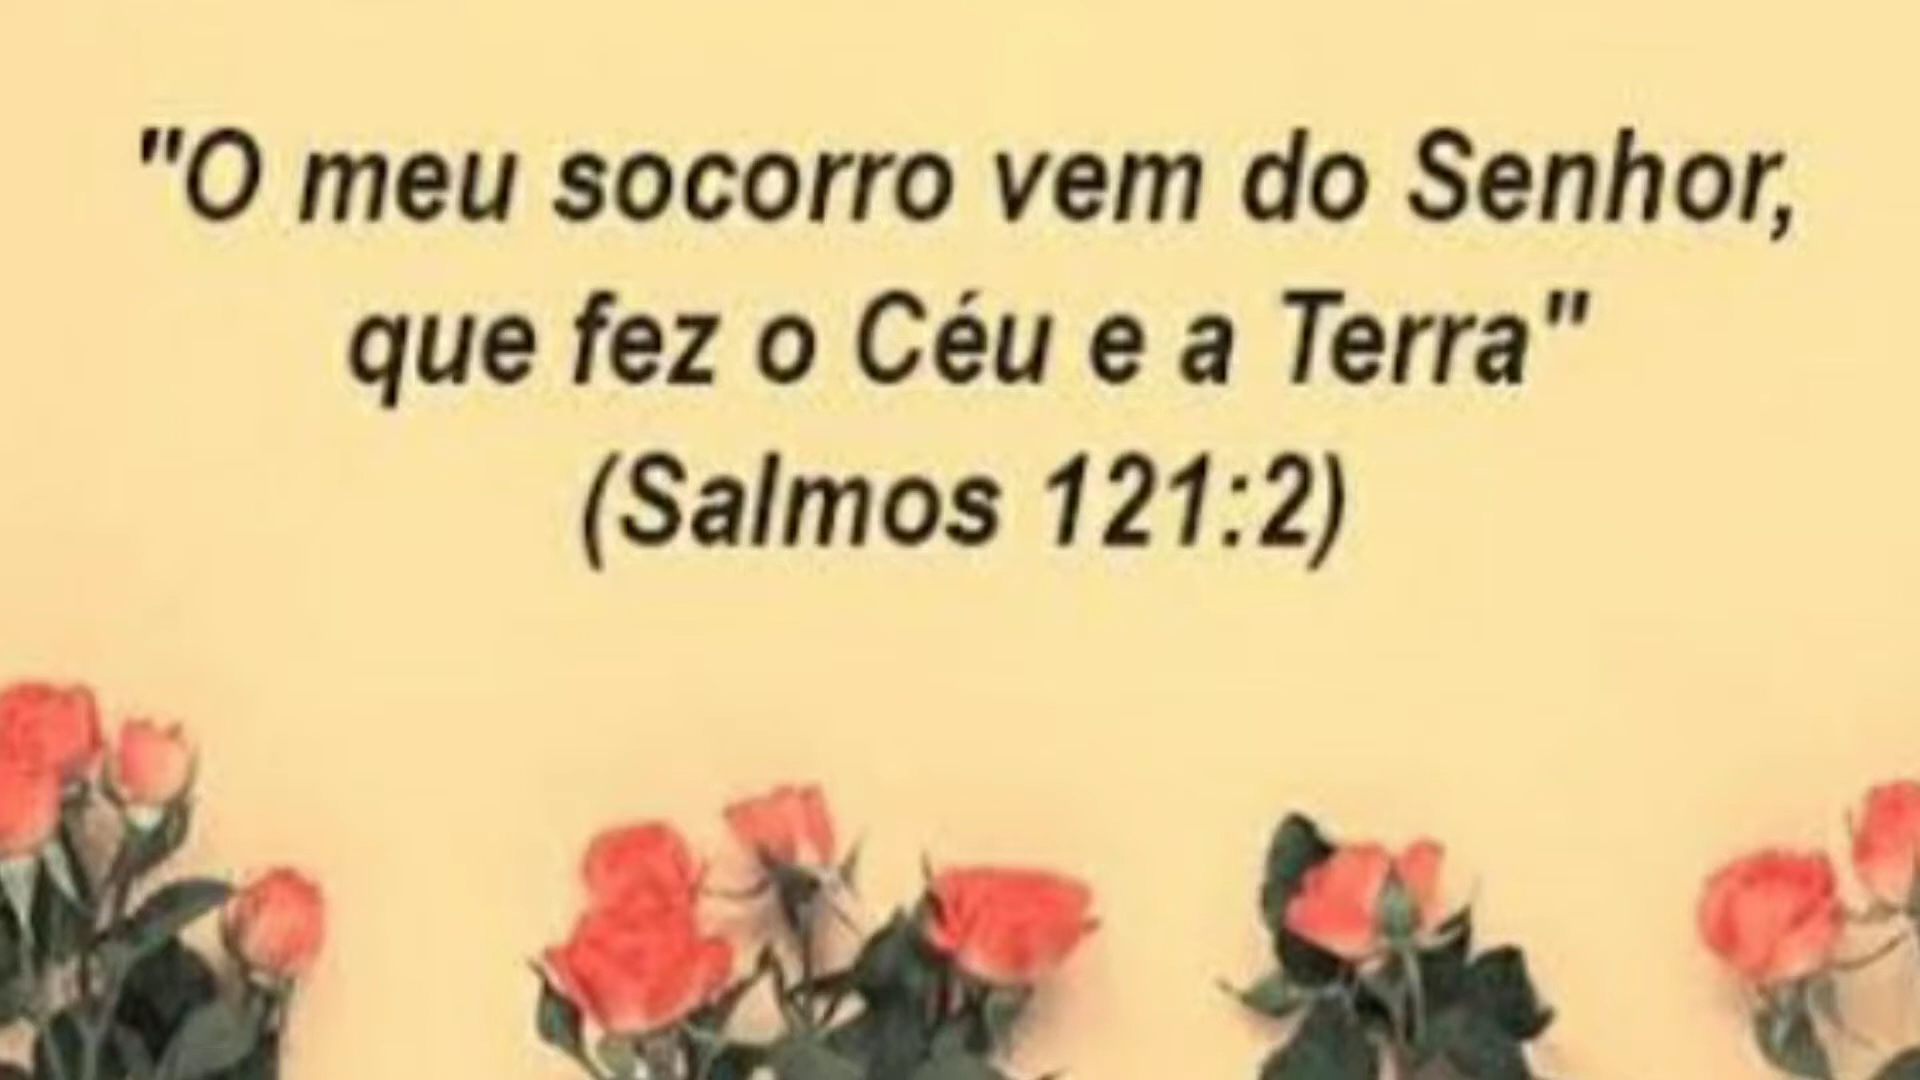 "O meu socorro vem do Senhor,
que fez o Céu e a Terra"
(Salmos 121:2)